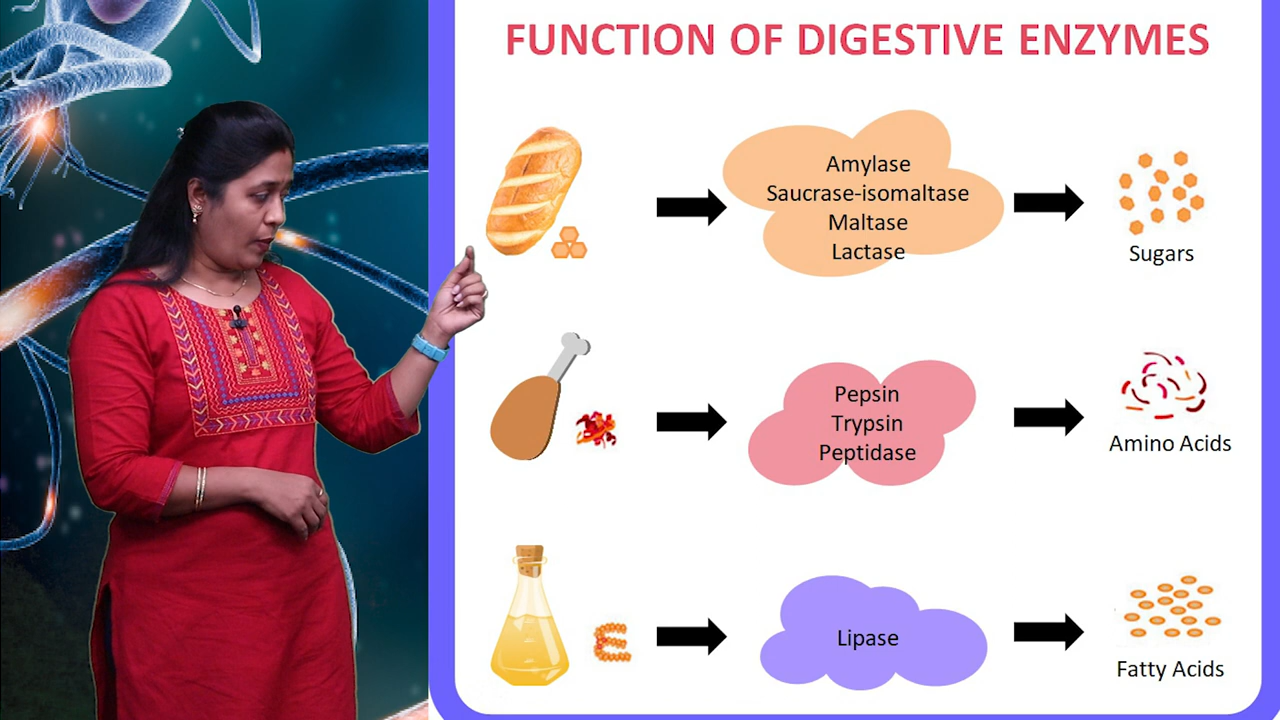 FUNCTION OF DIGESTIVE ENZYMES
Amylase
Saucrase-isomaltase
Maltase
Lactase
Sugars
Pepsin
Trypsin
Peptidase
Amino Acids
Lipase
Fatty Acids